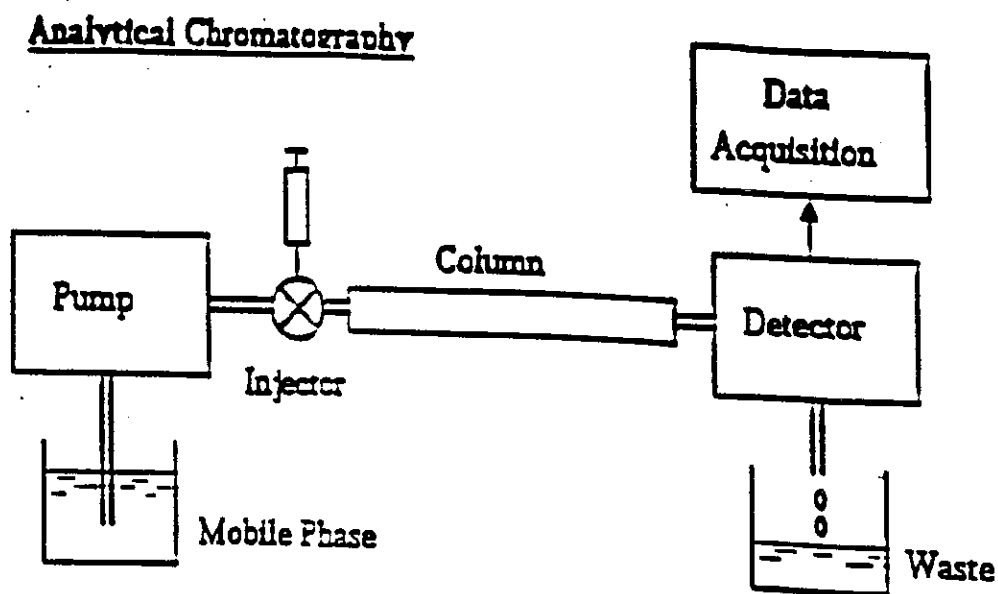 Analytical Chromatography
Data
Acquisition
Column
Pump
Detector
Injector
Mobile Phase
Waste